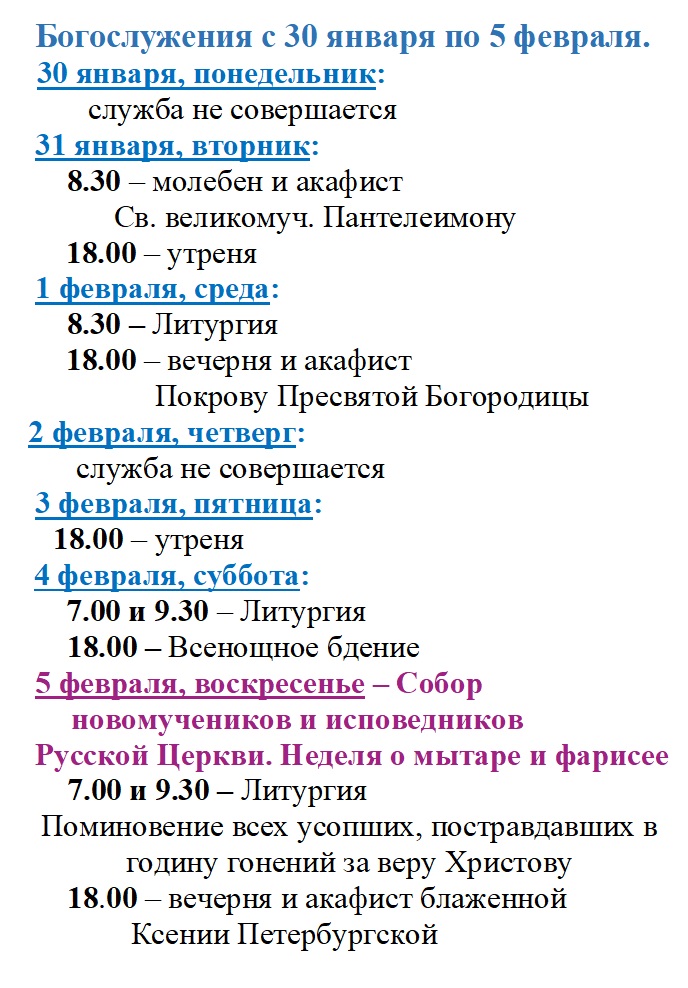 Богослужения с 30 января по 5 февраля.
30 января, понедельник:
служба не совершается
31 января, вторник:
8.30 – молебен и акафист
Св. великомуч. Пантелеимону
18.00 – утреня
1 февраля, среда:
8.30 – Литургия
18.00 – вечерня и акафист
Покрову Пресвятой Богородицы
2 февраля, четверг:
служба не совершается
3 февраля, пятница:
18.00 – утреня
4 февраля, суббота:
7.00 и 9.30 – Литургия
18.00 – Всенощное бдение
5 февраля, воскресенье – Собор
новомучеников и исповедников
Русской Церкви. Неделя о мытаре и фарисее
7.00 и 9.30 – Литургия
Поминовение всех усопших, постравдавших в
годину гонений за веру Христову
18.00 – вечерня и акафист блаженной
Ксении Петербургской